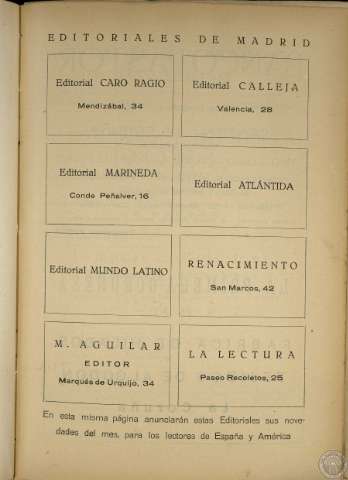 EDITORIALES DE MADRID
Editorial CARO RAGIO
Mendizábal, 34
Editorial CALLEJA
Valencia, 28
Editorial MARINEDA
Conde Peñalver, 16
Editorial ATLÁNTIDA
Editorial MUNDO LATINO
RENACIMIENTO
San Marcos, 42
M. AGUILAR
EDITOR
Marqués de Urquijo, 34
LA LECTURA
Paseo Recoletos, 25
En esta misma página anunciarán estas Editoriales sus nove-
dades del mes, para los lectores de España y América